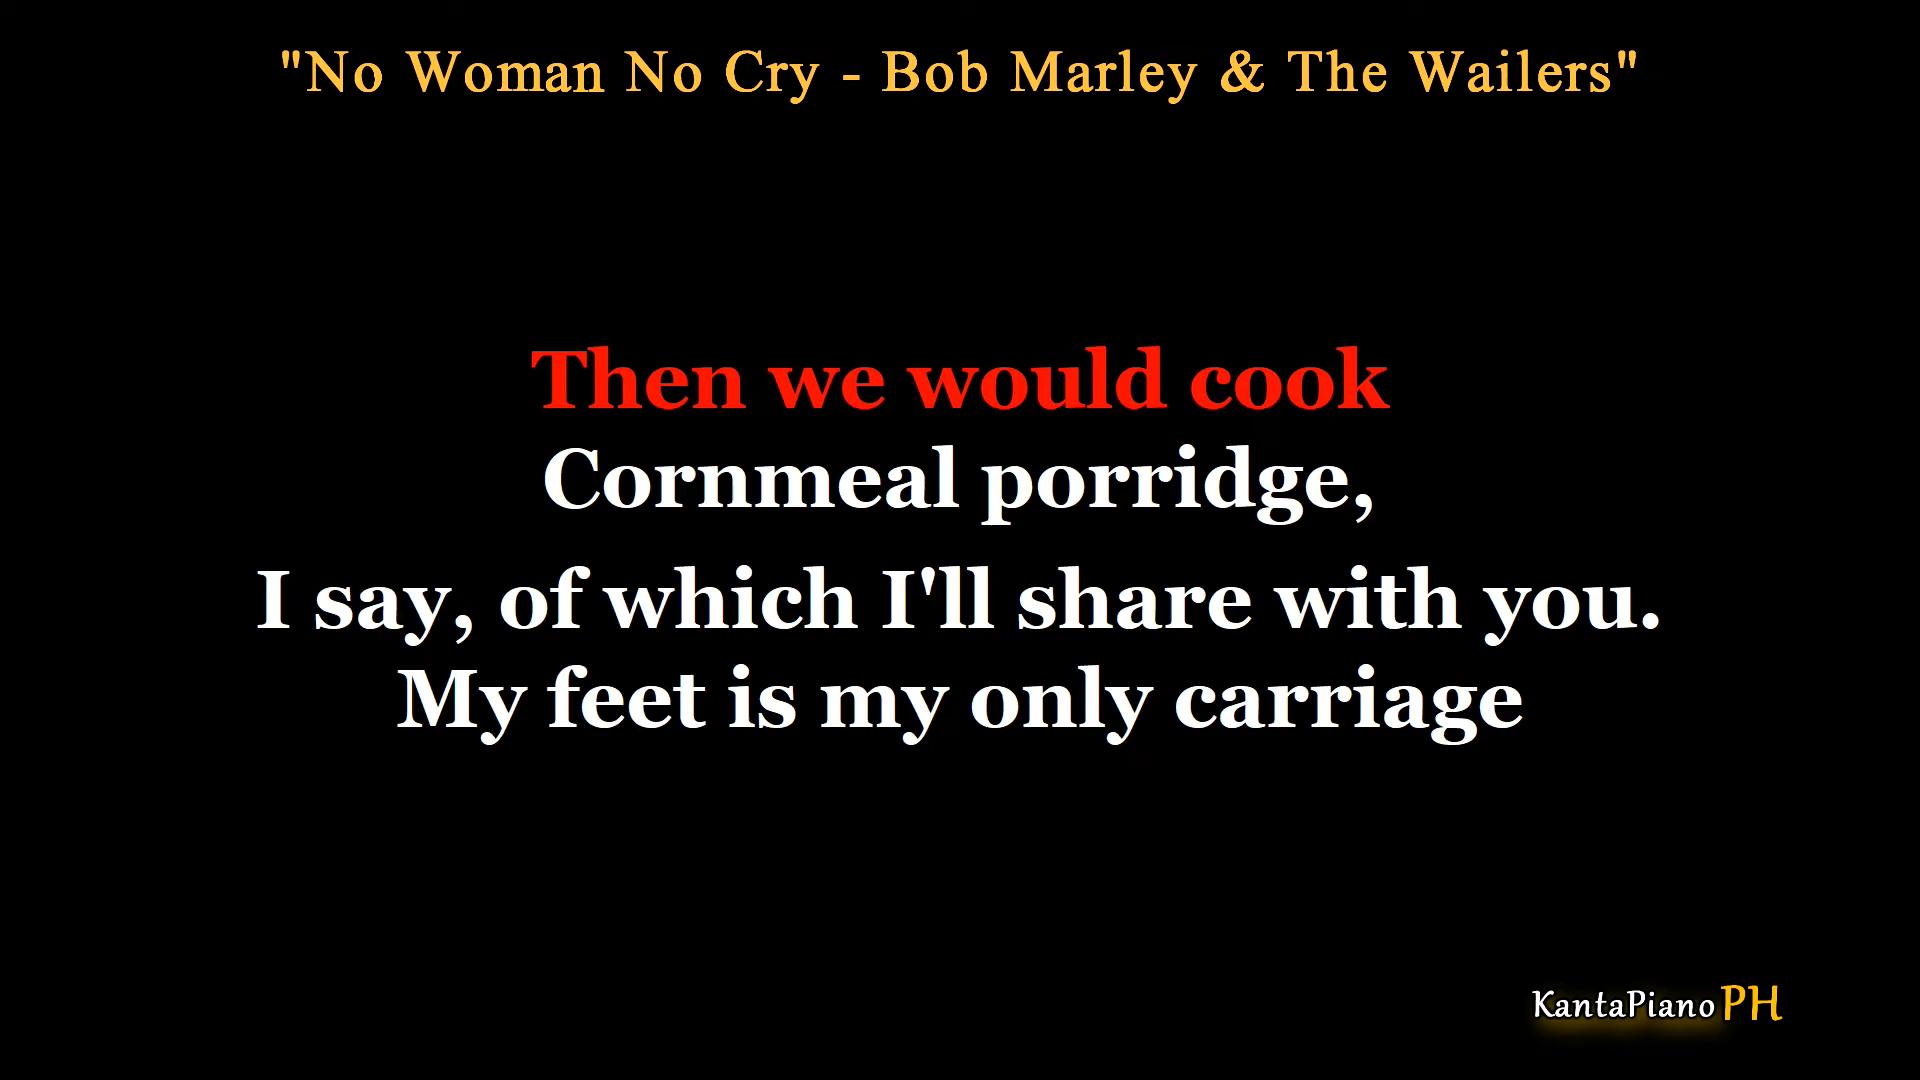 "No Woman No Cry - Bob Marley & The Wailers"
Then we would cook
Cornmeal porridge,
I say, of which I'll share with you.
My feet is my only carriage
KantaPiano PH